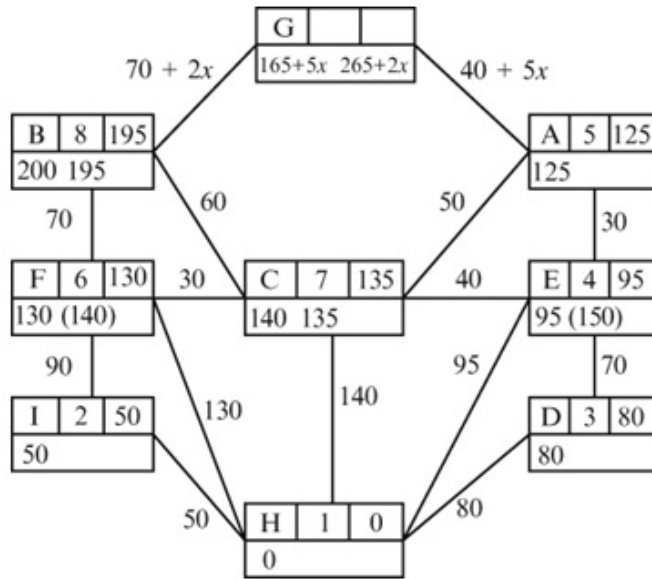 G
165+5x 265+2x
70 + 2x
40 + 5x
B 8 195
200 195
A 5 125
125
60
50
70
30
F 6 130
130 (140)
30
C 7 135
140 135
40
E 4 95
95 (150)
90
130
140
95
70
I 2 50
50
D 3 80
80
50
80
H 1 0
0